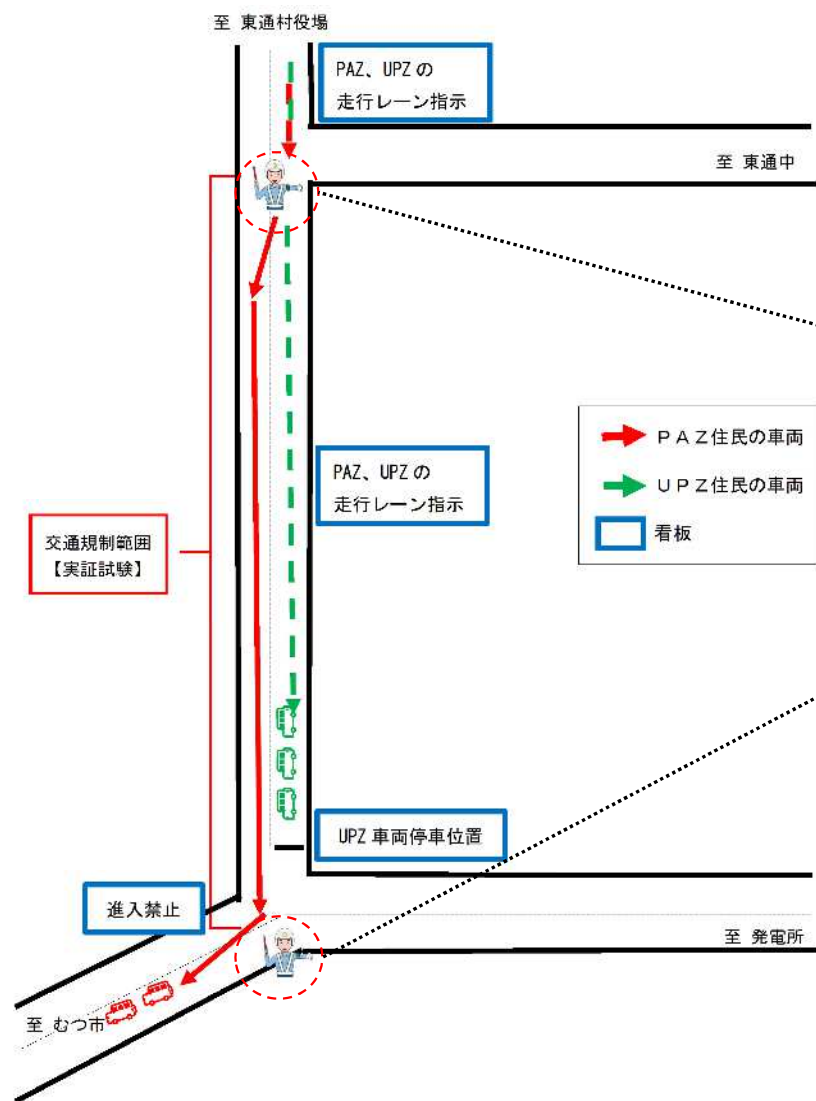 至 東通村役場
PAZ、UPZ の
走行レーン指示
至 東通中
PAZ住民の車両
UPZ住民の車両
看板
PAZ、UPZ の
走行レーン指示
交通規制範囲
【実証試験】
UPZ 車両停車位置
進入禁止
至 発電所
至 むつ市